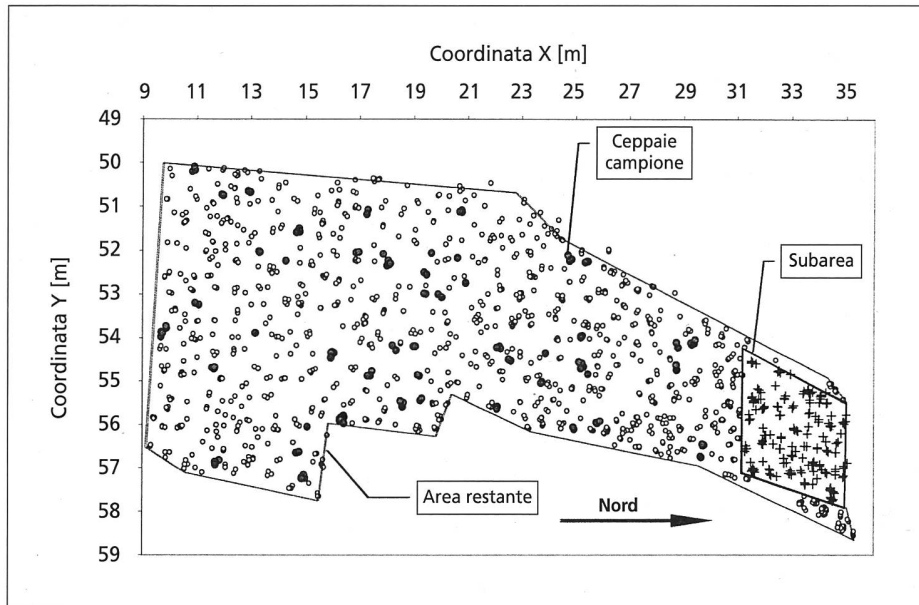 Coordinata X [m]
9 11 13 15 17 19 21 23 25 27 29 31 33 35
Coordinata Y [m]
49
50
51
52
53
54
55
56
57
58
59
Ceppaie
campione
Subarea
Area restante
Nord